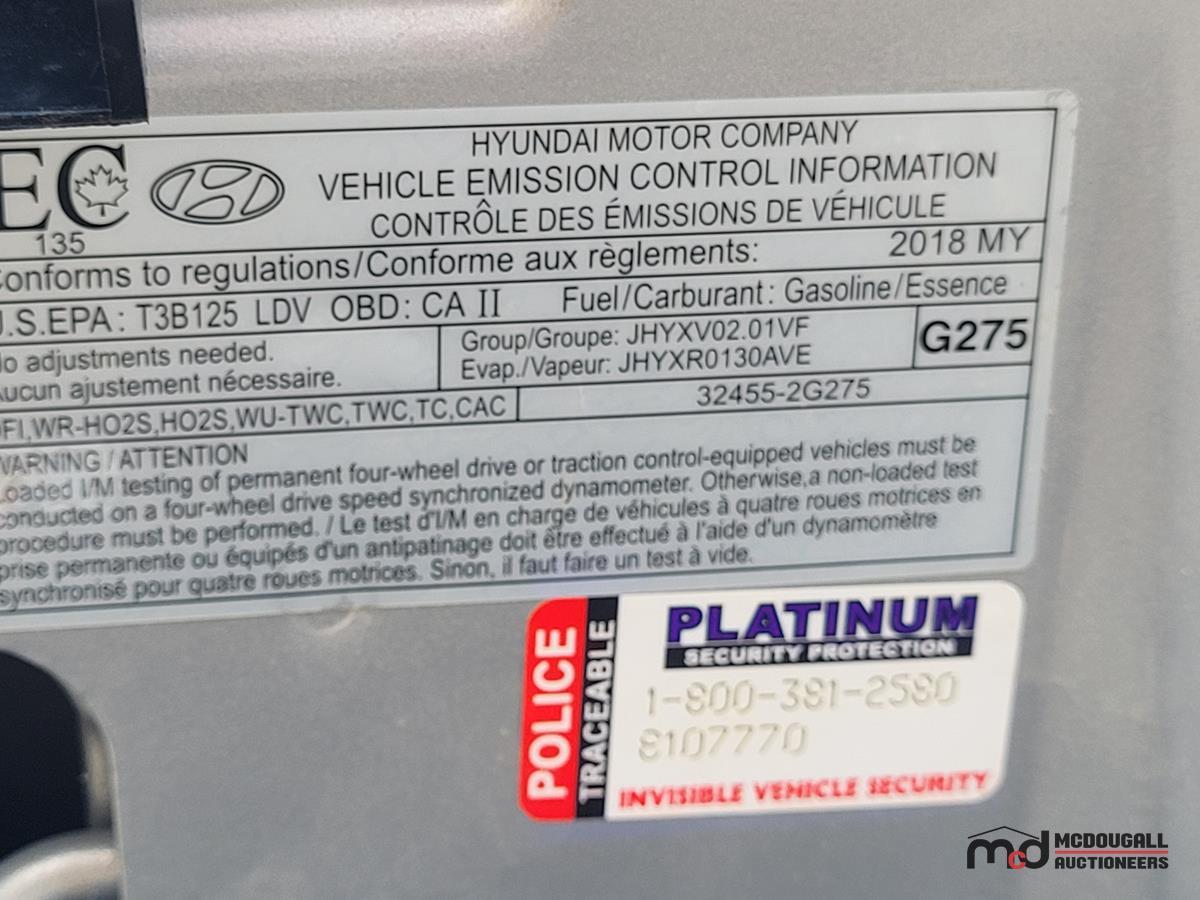 EC
135
HYUNDAI MOTOR COMPANY
VEHICLE EMISSION CONTROL INFORMATION
CONTRÔLE DES ÉMISSIONS DE VÉHICULE
onforms to regulations/Conforme aux règlements: 2018 MY
.S.EPA: T3B125 LDV OBD: CA II Fuel/Carburant: Gasoline/Essence
o adjustments needed.
ucun ajustement nécessaire.
Group/Groupe: JHYXV02.01VF
Evap./Vapeur: JHYXR0130AVE
G275
FI,WR-HO2S,HO2S,WU-TWC,TWC,TC,CAC
32455-2G275
WARNING / ATTENTION
Loaded I/M testing of permanent four-wheel drive or traction control-equipped vehicles must be
conducted on a four-wheel drive speed synchronized dynamometer. Otherwise,a non-loaded test
procedure must be performed. / Le test d'I/M en charge de véhicules à quatre roues motrices en
prise permanente ou équipés d'un antipatinage doit être effectué à l'aide d'un dynamomètre
synchronisé pour quatre roues motrices. Sinon, il faut faire un test à vide.
POLICE
TRACEABLE
PLATINUM
SECURITY PROTECTION
1-800-381-2580
8107770
INVISIBLE VEHICLE SECURITY
mcd MCDOUGALL
AUCTIONEERS